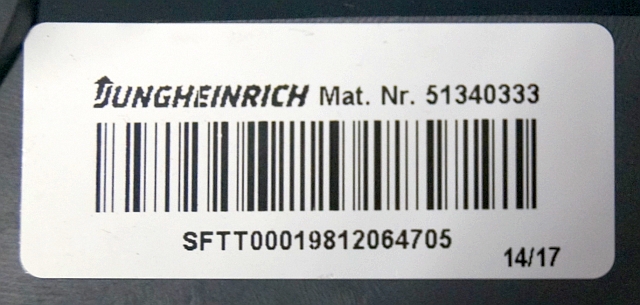 JUNGHEINRICH Mat. Nr. 51340333
SFTT00019812064705
14/17